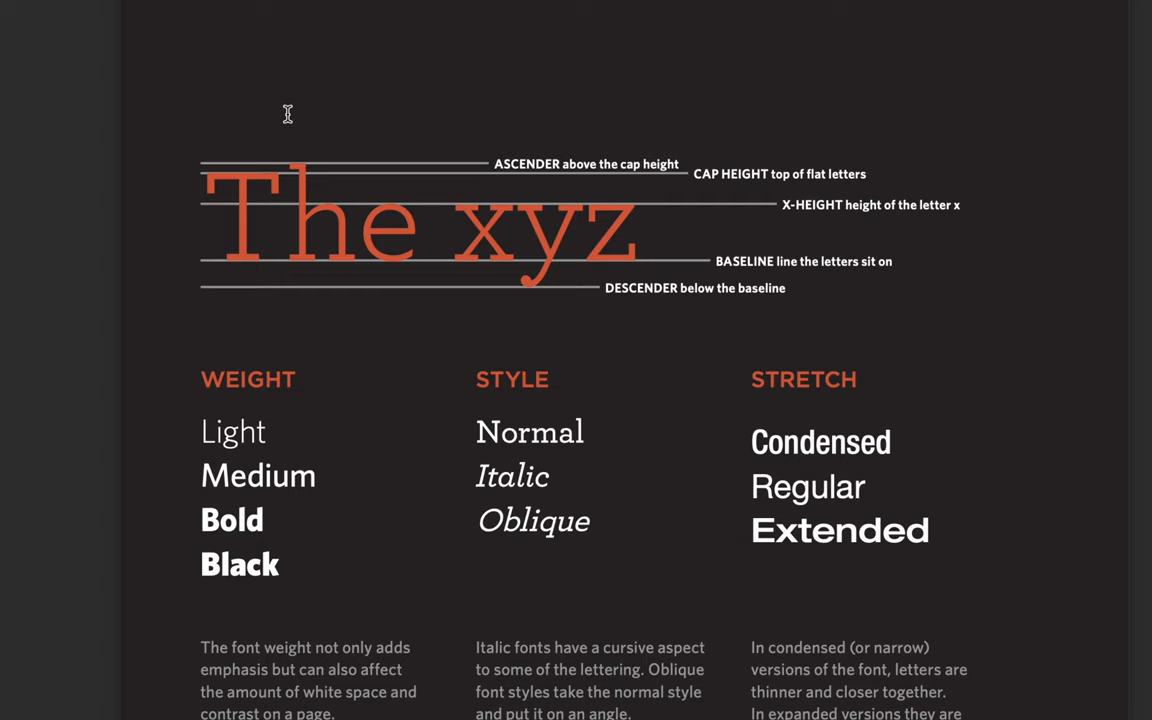 ASCENDER above the cap height
CAP HEIGHT top of flat letters
X-HEIGHT height of the letter x
The xyz
BASELINE line the letters sit on
DESCENDER below the baseline
WEIGHT
Light
Medium
Bold
Black
The font weight not only adds
emphasis but can also affect
the amount of white space and
contrast on a page.
STYLE
Normal
Italic
Oblique
Italic fonts have a cursive aspect
to some of the lettering. Oblique
font styles take the normal style
and put it on an angle.
STRETCH
Condensed
Regular
Extended
In condensed (or narrow)
versions of the font, letters are
thinner and closer together.
In expanded versions they are